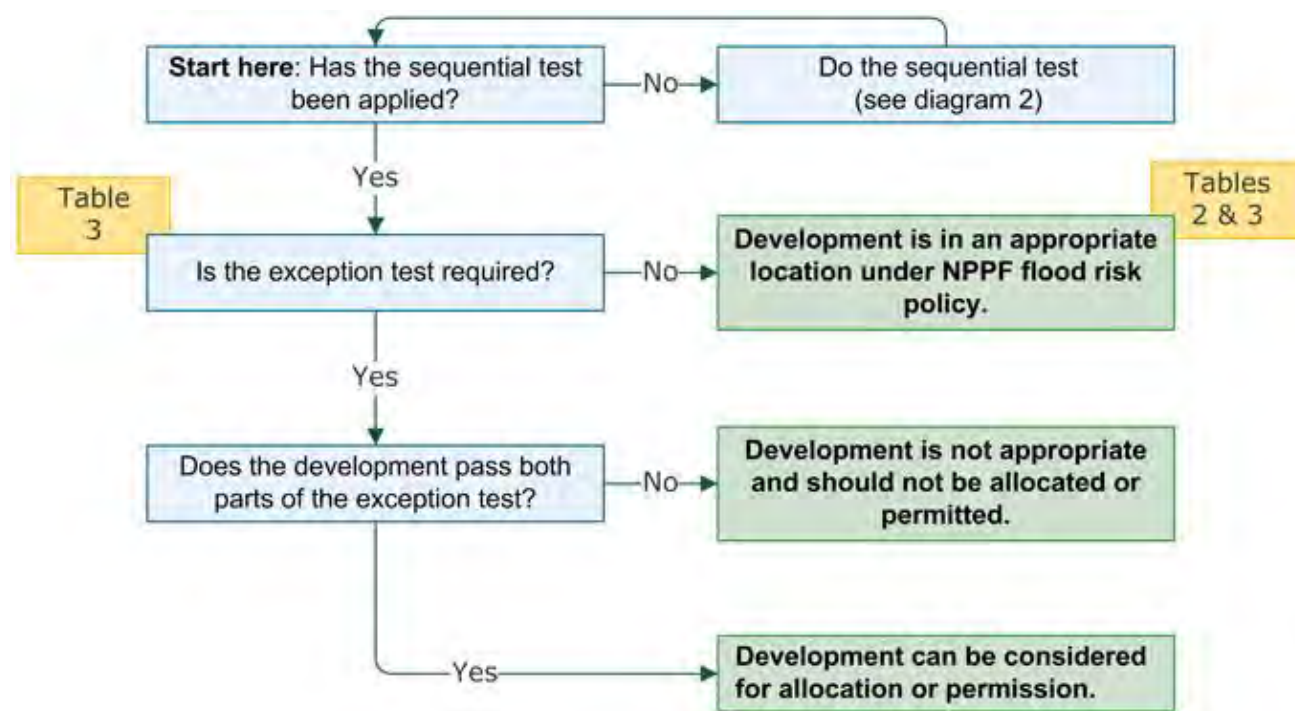 Start here: Has the sequential test
been applied?
No
Do the sequential test
(see diagram 2)
Yes
Table
3
Tables
2 & 3
Is the exception test required?
No
Development is in an appropriate
location under NPPF flood risk
policy.
Yes
Does the development pass both
parts of the exception test?
No
Development is not appropriate
and should not be allocated or
permitted.
Yes
Development can be considered
for allocation or permission.